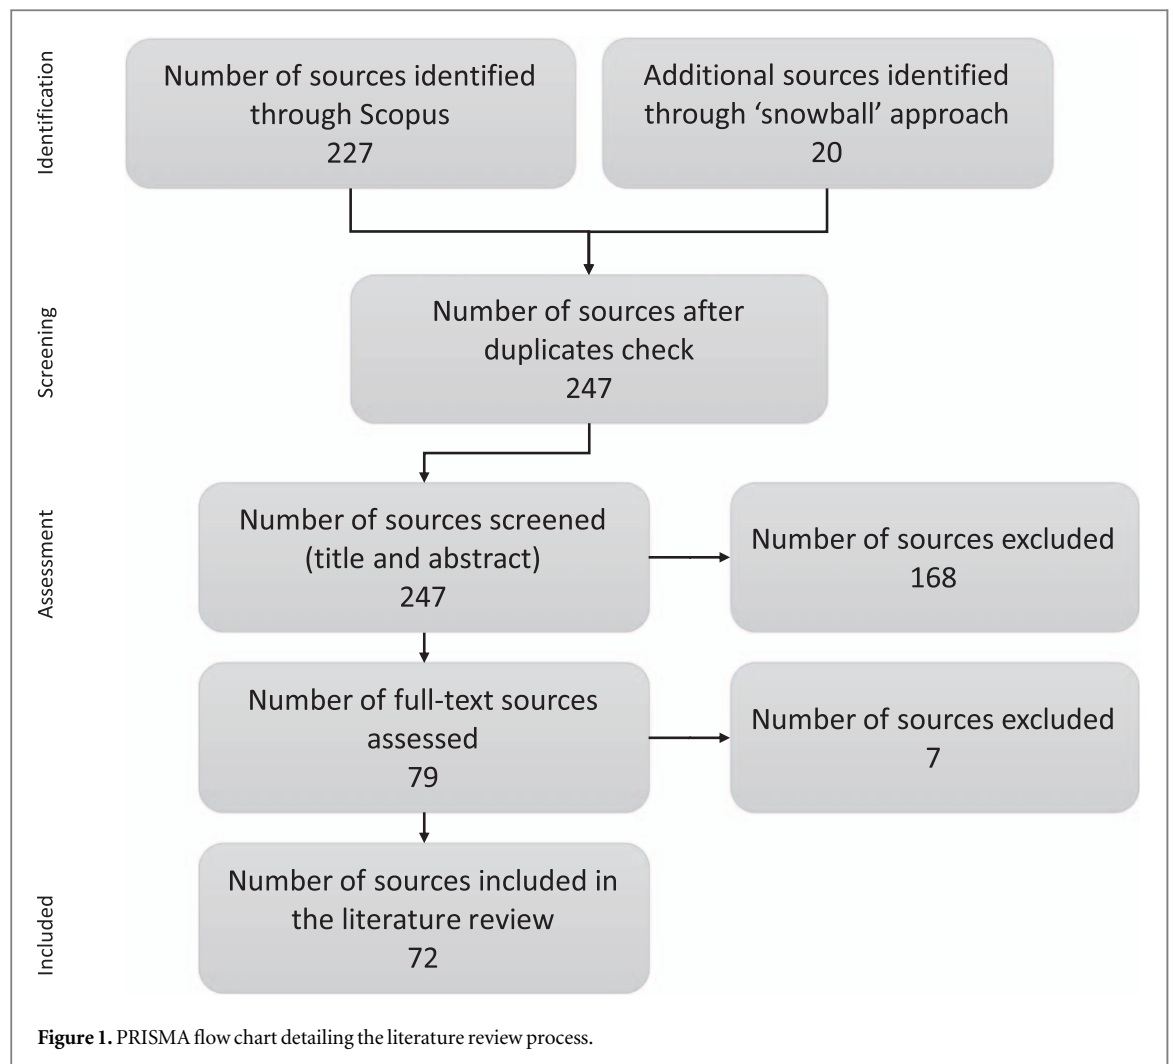 Identification
Number of sources identified
through Scopus
227
Additional sources identified
through ‘snowball’ approach
20
Screening
Number of sources after
duplicates check
247
Assessment
Number of sources screened
(title and abstract)
247
Number of sources excluded
168
Number of full-text sources
assessed
79
Number of sources excluded
7
Included
Number of sources included in
the literature review
72
Figure 1. PRISMA flow chart detailing the literature review process.